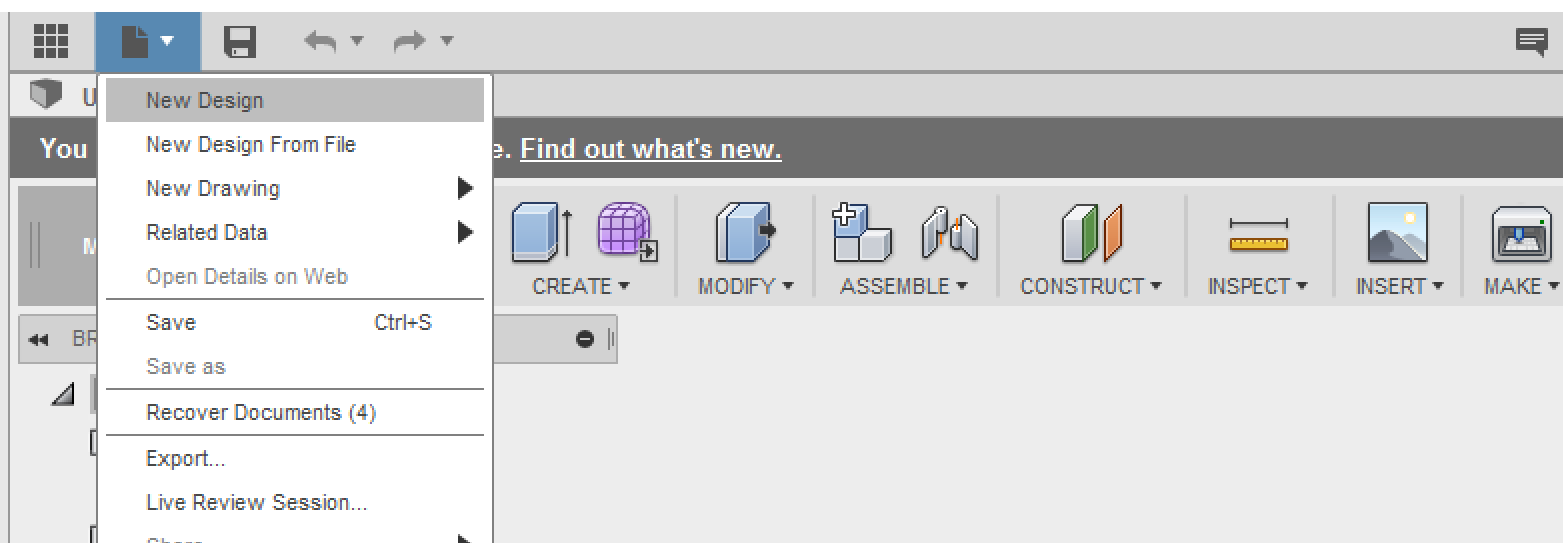 U
New Design
New Design From File
You
e. Find out what's new.
New Drawing
Related Data
M
Open Details on Web
CREATE
MODIFY
ASSEMBLE
CONSTRUCT
INSPECT
INSERT
MAKE
Save Ctrl+S
BR
Save as
Recover Documents (4)
Export...
Live Review Session...
Share